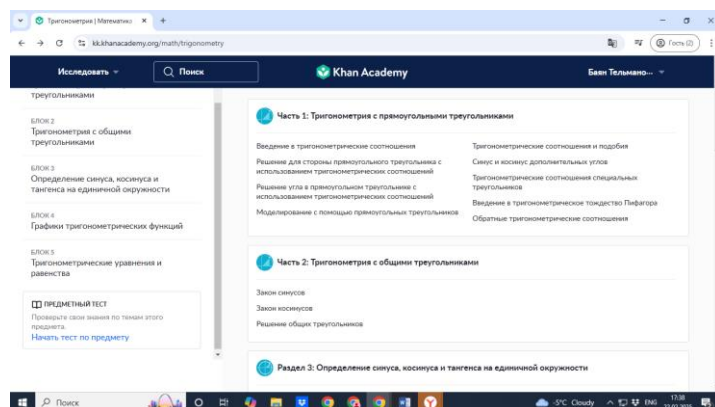 Тригонометрия | Математика
kk.khanacademy.org/math/trigonometry
Гость (2)
Исследовать
Поиск
Khan Academy
Баян Тельмано...
треугольниками
БЛОК 2
Тригонометрия с общими
треугольниками
БЛОК 3
Определение синуса, косинуса и
тангенса на единичной окружности
БЛОК 4
Графики тригонометрических функций
БЛОК 5
Тригонометрические уравнения и
равенства
ПРЕДМЕТНЫЙ ТЕСТ
Проверьте свои знания по темам этого
предмета.
Начать тест по предмету
Часть 1: Тригонометрия с прямоугольными треугольниками
Введение в тригонометрические соотношения
Решение для стороны прямоугольного треугольника с
использованием тригонометрических соотношений
Решение угла в прямоугольном треугольнике с
использованием тригонометрических соотношений
Моделирование с помощью прямоугольных треугольников
Тригонометрические соотношения и подобия
Синус и косинус дополнительных углов
Тригонометрические соотношения специальных
треугольников
Введение в тригонометрическое тождество Пифагора
Обратные тригонометрические соотношения
Часть 2: Тригонометрия с общими треугольниками
Закон синусов
Закон косинусов
Решение общих треугольников
Раздел 3: Определение синуса, косинуса и тангенса на единичной окружности
Поиск
-5°C Cloudy
ENG
17:38